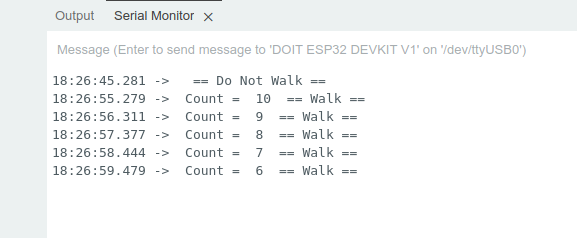 Output Serial Monitor ×
Message (Enter to send message to 'DOIT ESP32 DEVKIT V1' on '/dev/ttyUSB0')
18:26:45.281 ->   == Do Not Walk ==
18:26:55.279 ->  Count =  10  == Walk ==
18:26:56.311 ->  Count =  9  == Walk ==
18:26:57.377 ->  Count =  8  == Walk ==
18:26:58.444 ->  Count =  7  == Walk ==
18:26:59.479 ->  Count =  6  == Walk ==